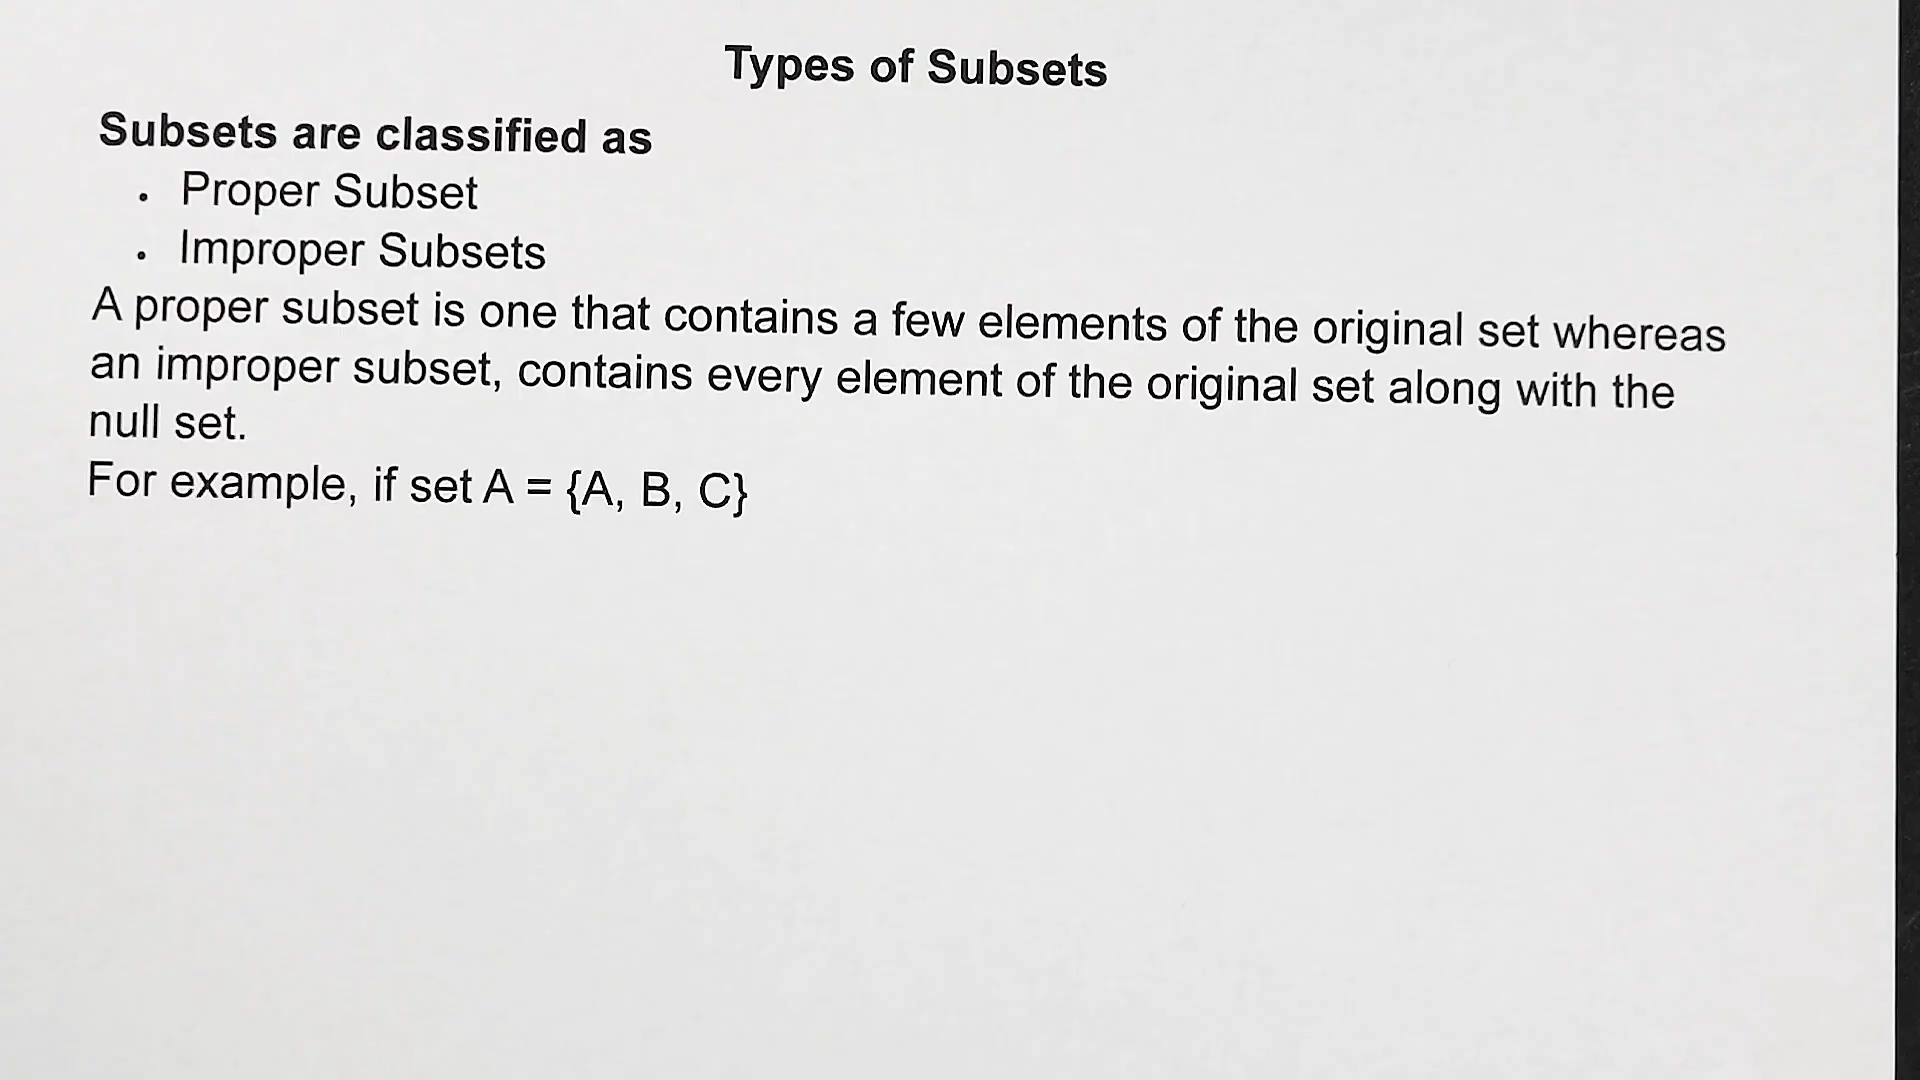 Types of Subsets
Subsets are classified as
• Proper Subset
• Improper Subsets
A proper subset is one that contains a few elements of the original set whereas
an improper subset, contains every element of the original set along with the
null set.
For example, if set A = {A, B, C}